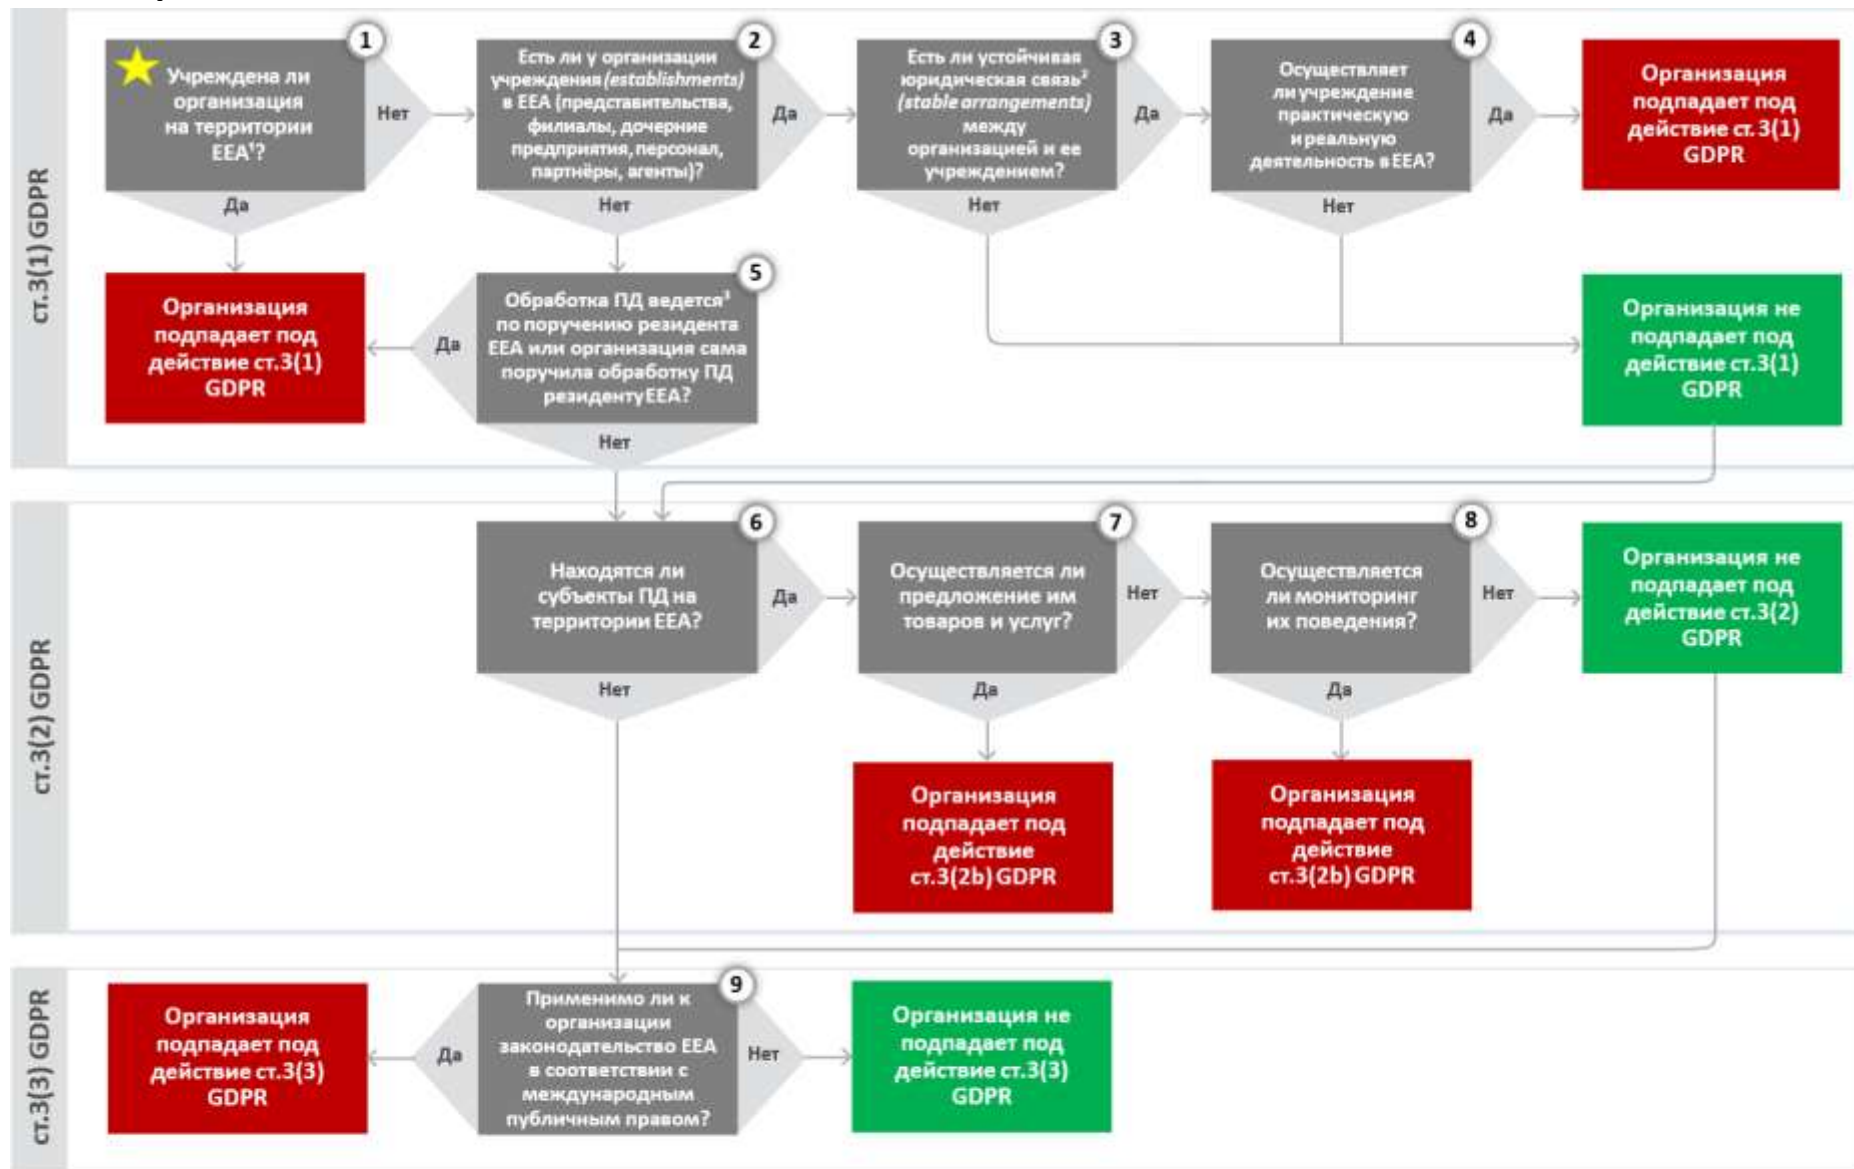 ст.3(1) GDPR
1
Учреждена ли
организация
на территории
EEA¹?
Нет
Да
2
Есть ли у организации
учреждения (establishments)
в EEA (представительства,
филиалы, дочерние
предприятия, персонал,
партнёры, агенты)?
Да
Нет
3
Есть ли устойчивая
юридическая связь²
(stable arrangements)
между
организацией и ее
учреждением?
Да
Нет
4
Осуществляет
ли учреждение
практическую
и реальную
деятельность в EEA?
Да
Нет
Организация
подпадает под
действие ст. 3(1)
GDPR
Организация
подпадает под
действие ст.3(1)
GDPR
Да
5
Обработка ПД ведется³
по поручению резидента
EEA или организация сама
поручила обработку ПД
резиденту EEA?
Нет
Организация не
подпадает под
действие ст.3(1)
GDPR
ст.3(2) GDPR
6
Находятся ли
субъекты ПД на
территории EEA?
Да
Нет
7
Осуществляется ли
предложение им
товаров и услуг?
Нет
Да
8
Осуществляется
ли мониторинг
их поведения?
Нет
Да
Организация не
подпадает под
действие ст.3(2)
GDPR
Организация
подпадает под
действие
ст.3(2b) GDPR
Организация
подпадает под
действие
ст.3(2b) GDPR
ст.3(3) GDPR
Организация
подпадает под
действие ст.3(3)
GDPR
Да
9
Применимо ли к
организации
законодательство EEA
в соответствии с
международным
публичным правом?
Нет
Организация не
подпадает под
действие ст.3(3)
GDPR